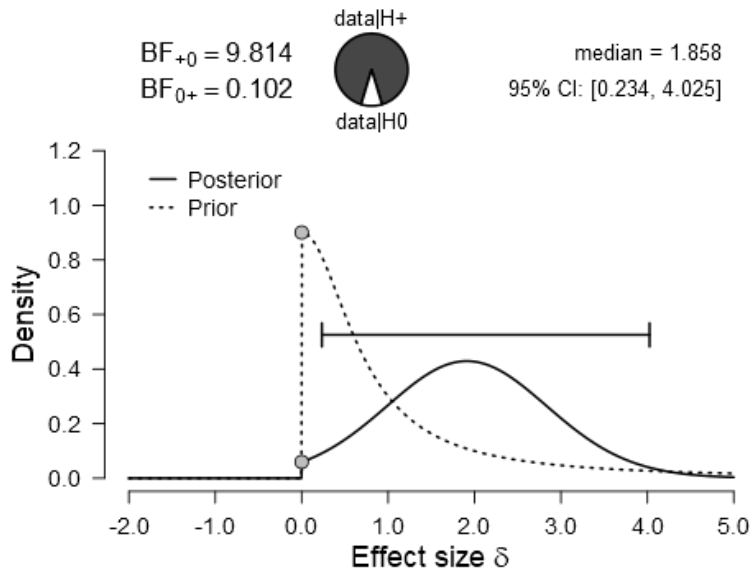 data|H+
BF+0 = 9.814
median = 1.858
BF0+ = 0.102
95% CI: [0.234, 4.025]
data|H0
1.2
1.0
0.8
0.6
0.4
0.2
0.0
Density
Posterior
Prior
-2.0 -1.0 0.0 1.0 2.0 3.0 4.0 5.0
Effect size δ